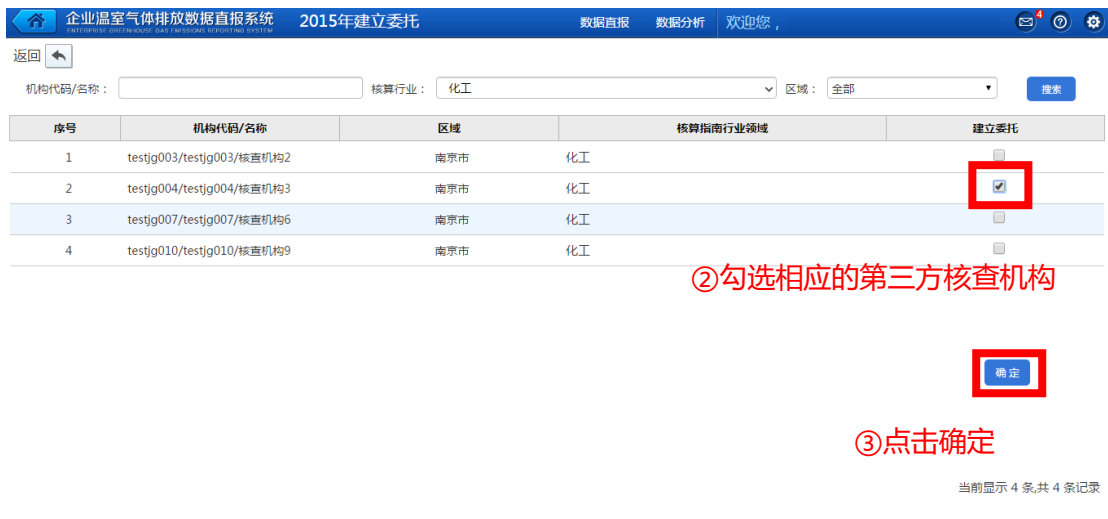 企业温室气体排放数据直报系统 2015年建立委托 数据直报 数据分析 欢迎您， 4
ENTERPRISE GREENHOUSE GAS EMISSIONS REPORTING SYSTEM
返回
机构代码/名称： 核算行业： 化工 区域： 全部 搜索
序号 机构代码/名称 区域 核算指南行业领域 建立委托
1 testjg003/testjg003/核查机构2 南京市 化工
2 testjg004/testjg004/核查机构3 南京市 化工
3 testjg007/testjg007/核查机构6 南京市 化工
4 testjg010/testjg010/核查机构9 南京市 化工
②勾选相应的第三方核查机构
确定
③点击确定
当前显示 4 条,共 4 条记录